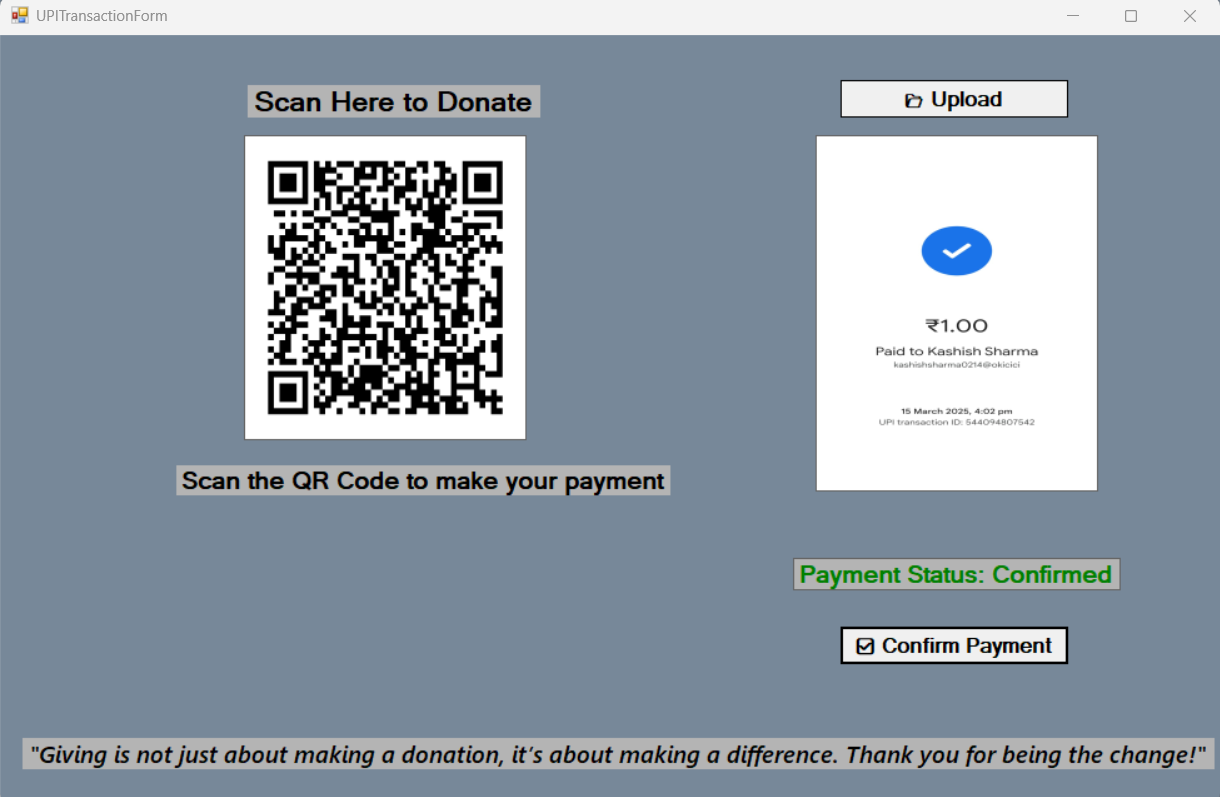 UPITransactionForm
Scan Here to Donate
Scan the QR Code to make your payment
Upload
₹1.00
Paid to Kashish Sharma
kashishsharma0214@okicici
15 March 2025, 4:02 pm
UPI transaction ID: 544094807542
Payment Status: Confirmed
Confirm Payment
"Giving is not just about making a donation, it's about making a difference. Thank you for being the change!"